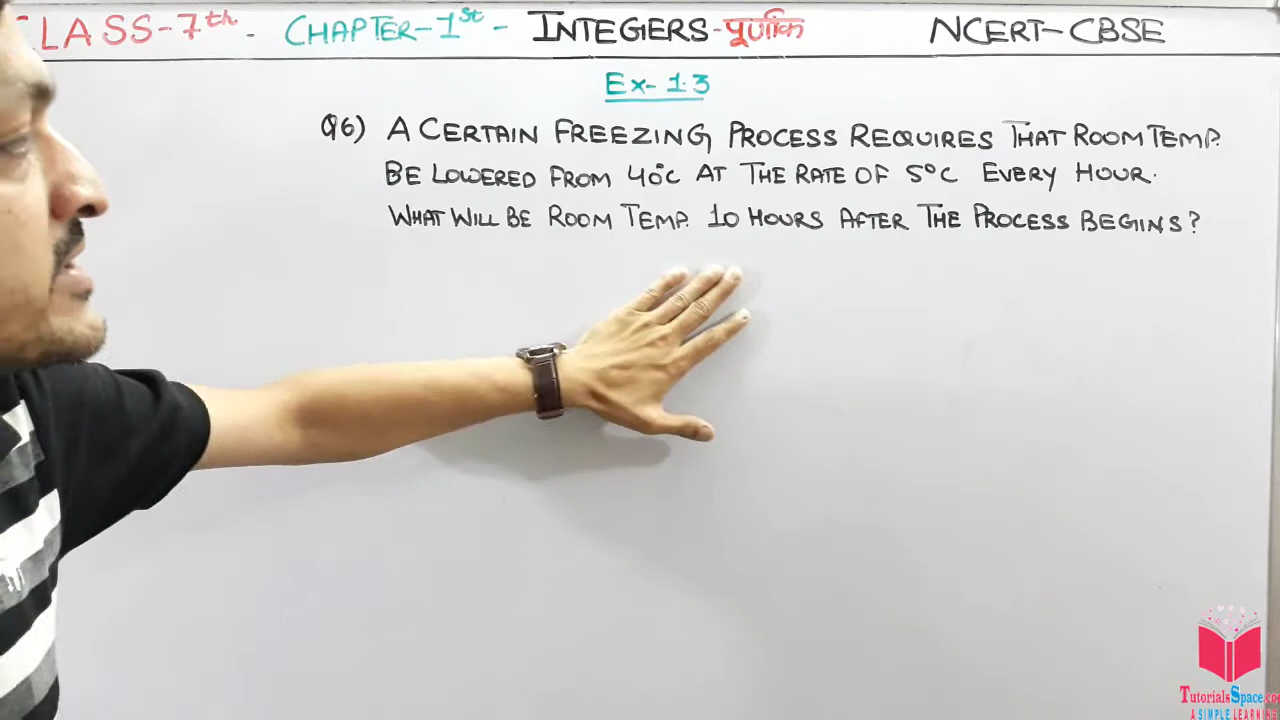 CLASS-7th - CHAPTER-1St - INTEGERS-पूर्णांक NCERT-CBSE
Ex-1.3
Q6) A CERTAIN FREEZING PROCESS REQUIRES THAT ROOM TEMP.
BE LOWERED FROM 40°C AT THE RATE OF 5°C EVERY HOUR.
WHAT WILL BE ROOM TEMP. 10 HOURS AFTER THE PROCESS BEGINS?
TutorialsSpace.co
A SIMPLE LEARNING